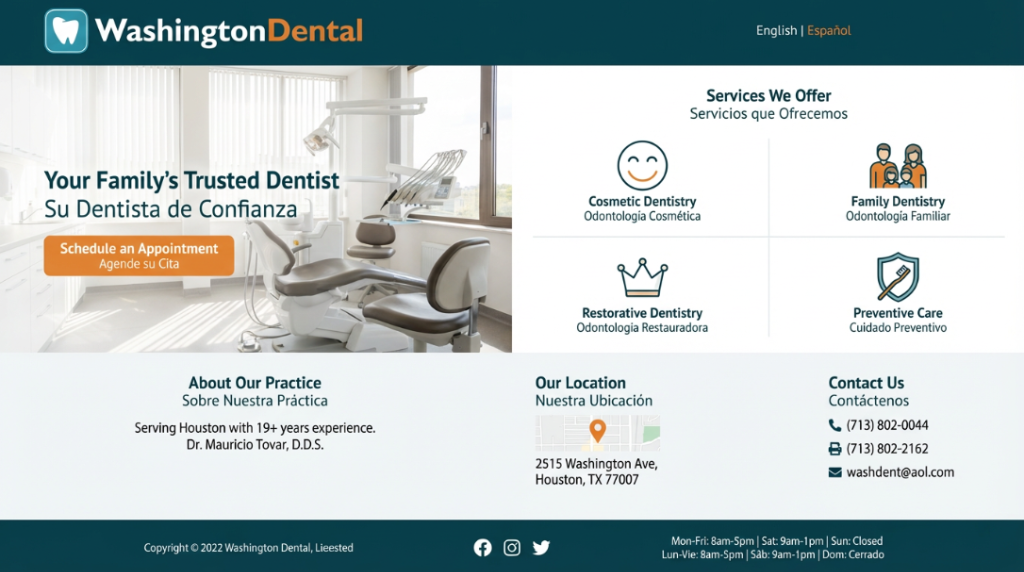 WashingtonDental
English | Español
Your Family's Trusted Dentist
Su Dentista de Confianza
Schedule an Appointment
Agende su Cita
Services We Offer
Servicios que Ofrecemos
Cosmetic Dentistry
Odontología Cosmética
Family Dentistry
Odontología Familiar
Restorative Dentistry
Odontologia Restauradora
Preventive Care
Cuidado Preventivo
About Our Practice
Sobre Nuestra Práctica
Serving Houston with 19+ years experience.
Dr. Mauricio Tovar, D.D.S.
Our Location
Nuestra Ubicación
2515 Washington Ave,
Houston, TX 77007
Contact Us
Contáctenos
(713) 802-0044
(713) 802-2162
washdent@aol.com
Copyright © 2022 Washington Dental, Lieested
Mon-Fri: 8am-Spm | Sat: 9am-1pm | Sun: Closed
Lun-Vie: 8am-Spm | Sâb: 9am-1pm | Dom: Cerrado